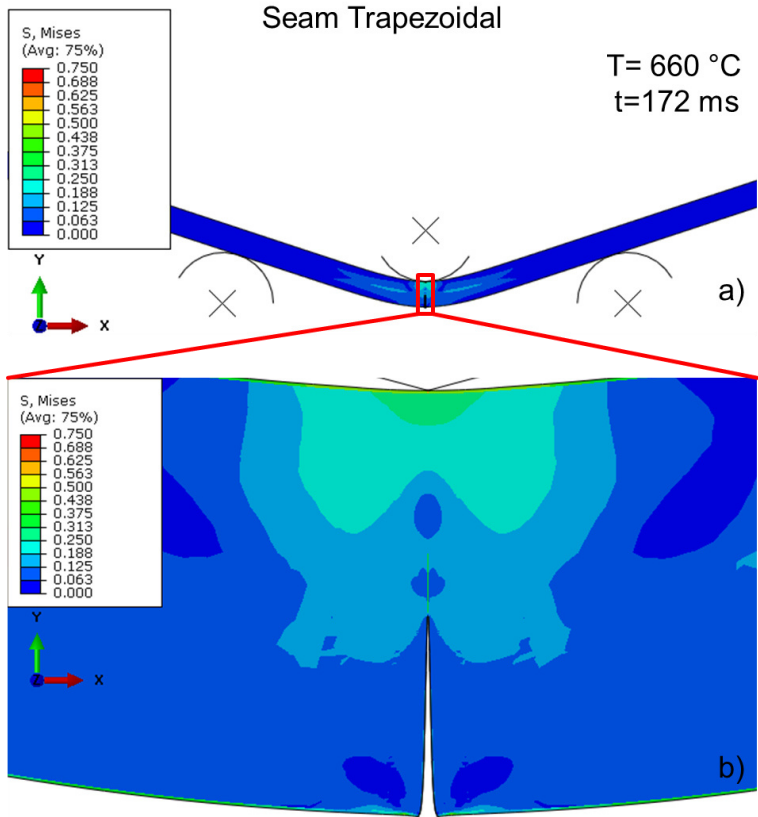 Seam Trapezoidal
S, Mises
(Avg: 75%)
0.750
0.688
0.625
0.563
0.500
0.438
0.375
0.313
0.250
0.188
0.125
0.063
0.000
T= 660 °C
t=172 ms
Y
Z
X
a)
S, Mises
(Avg: 75%)
0.750
0.688
0.625
0.563
0.500
0.438
0.375
0.313
0.250
0.188
0.125
0.063
0.000
Y
Z
X
b)